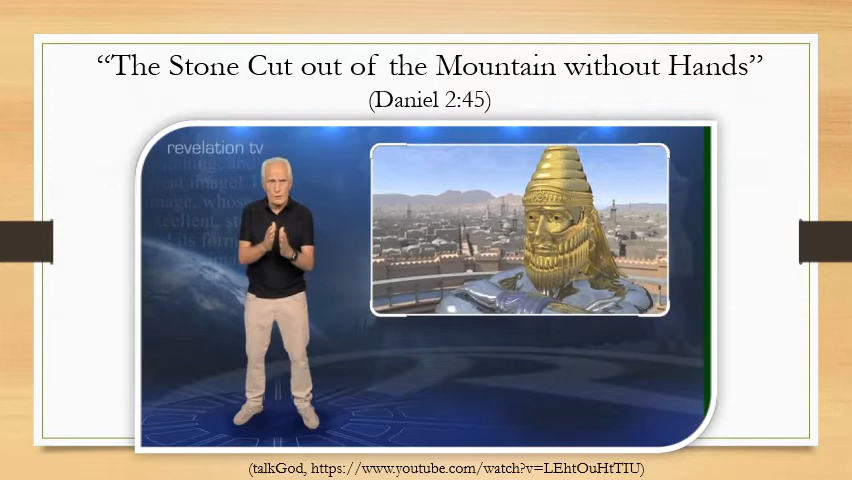 “The Stone Cut out of the Mountain without Hands”
(Daniel 2:45)
revelation tv
(talkGod, https://www.youtube.com/watch?v=LEhtOuHtTIU)